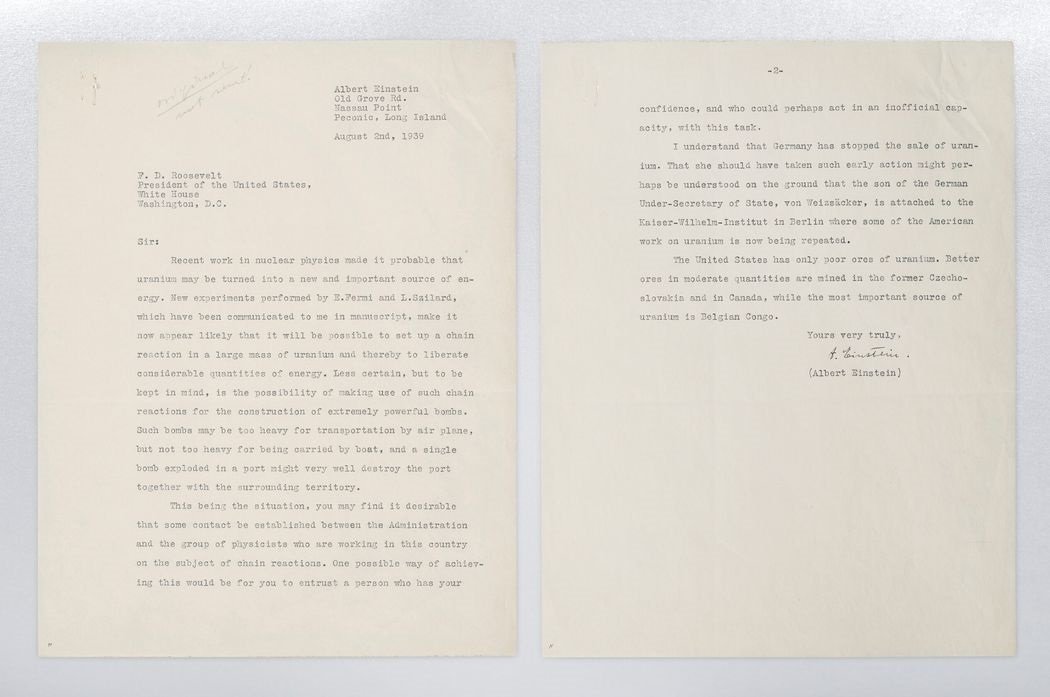 Original
not sent!
Albert Einstein
Old Grove Rd.
Nassau Point
Peconic, Long Island
August 2nd, 1939
F. D. Roosevelt
President of the United States,
White House
Washington, D.C.
Sir:
Recent work in nuclear physics made it probable that
uranium may be turned into a new and important source of en-
ergy. New experiments performed by E.Fermi and L.Szilard,
which have been communicated to me in manuscript, make it
now appear likely that it will be possible to set up a chain
reaction in a large mass of uranium and thereby to liberate
considerable quantities of energy. Less certain, but to be
kept in mind, is the possibility of making use of such chain
reactions for the construction of extremely powerful bombs.
Such bombs may be too heavy for transportation by air plane,
but not too heavy for being carried by boat, and a single
bomb exploded in a port might very well destroy the port
together with the surrounding territory.
This being the situation, you may find it desirable
that some contact be established between the Administration
and the group of physicists who are working in this country
on the subject of chain reactions. One possible way of achiev-
ing this would be for you to entrust a person who has your
-2-
confidence, and who could perhaps act in an inofficial cap-
acity, with this task.
I understand that Germany has stopped the sale of uran-
ium. That she should have taken such early action might per-
haps be understood on the ground that the son of the German
Under-Secretary of State, von Weizsäcker, is attached to the
Kaiser-Wilhelm-Institut in Berlin where some of the American
work on uranium is now being repeated.
The United States has only poor ores of uranium. Better
ores in moderate quantities are mined in the former Czecho-
slovakia and in Canada, while the most important source of
uranium is Belgian Congo.
Yours very truly,
A. Einstein.
(Albert Einstein)